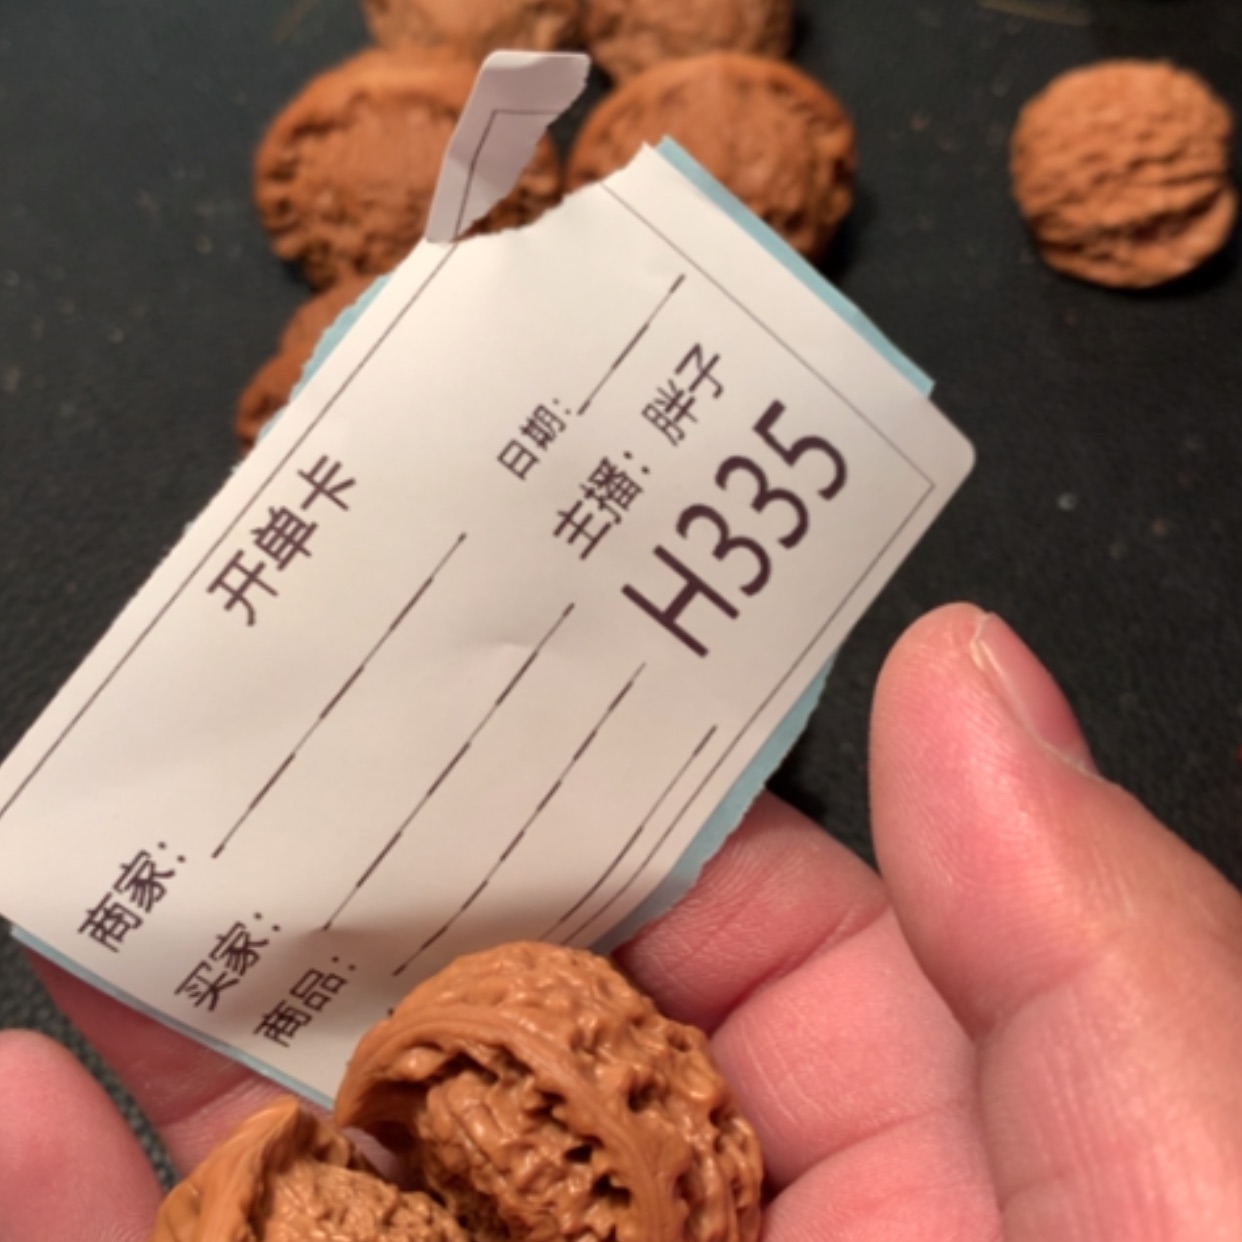 开单卡
日期：
商家：
主播：胖子
买家：
H335
商品：